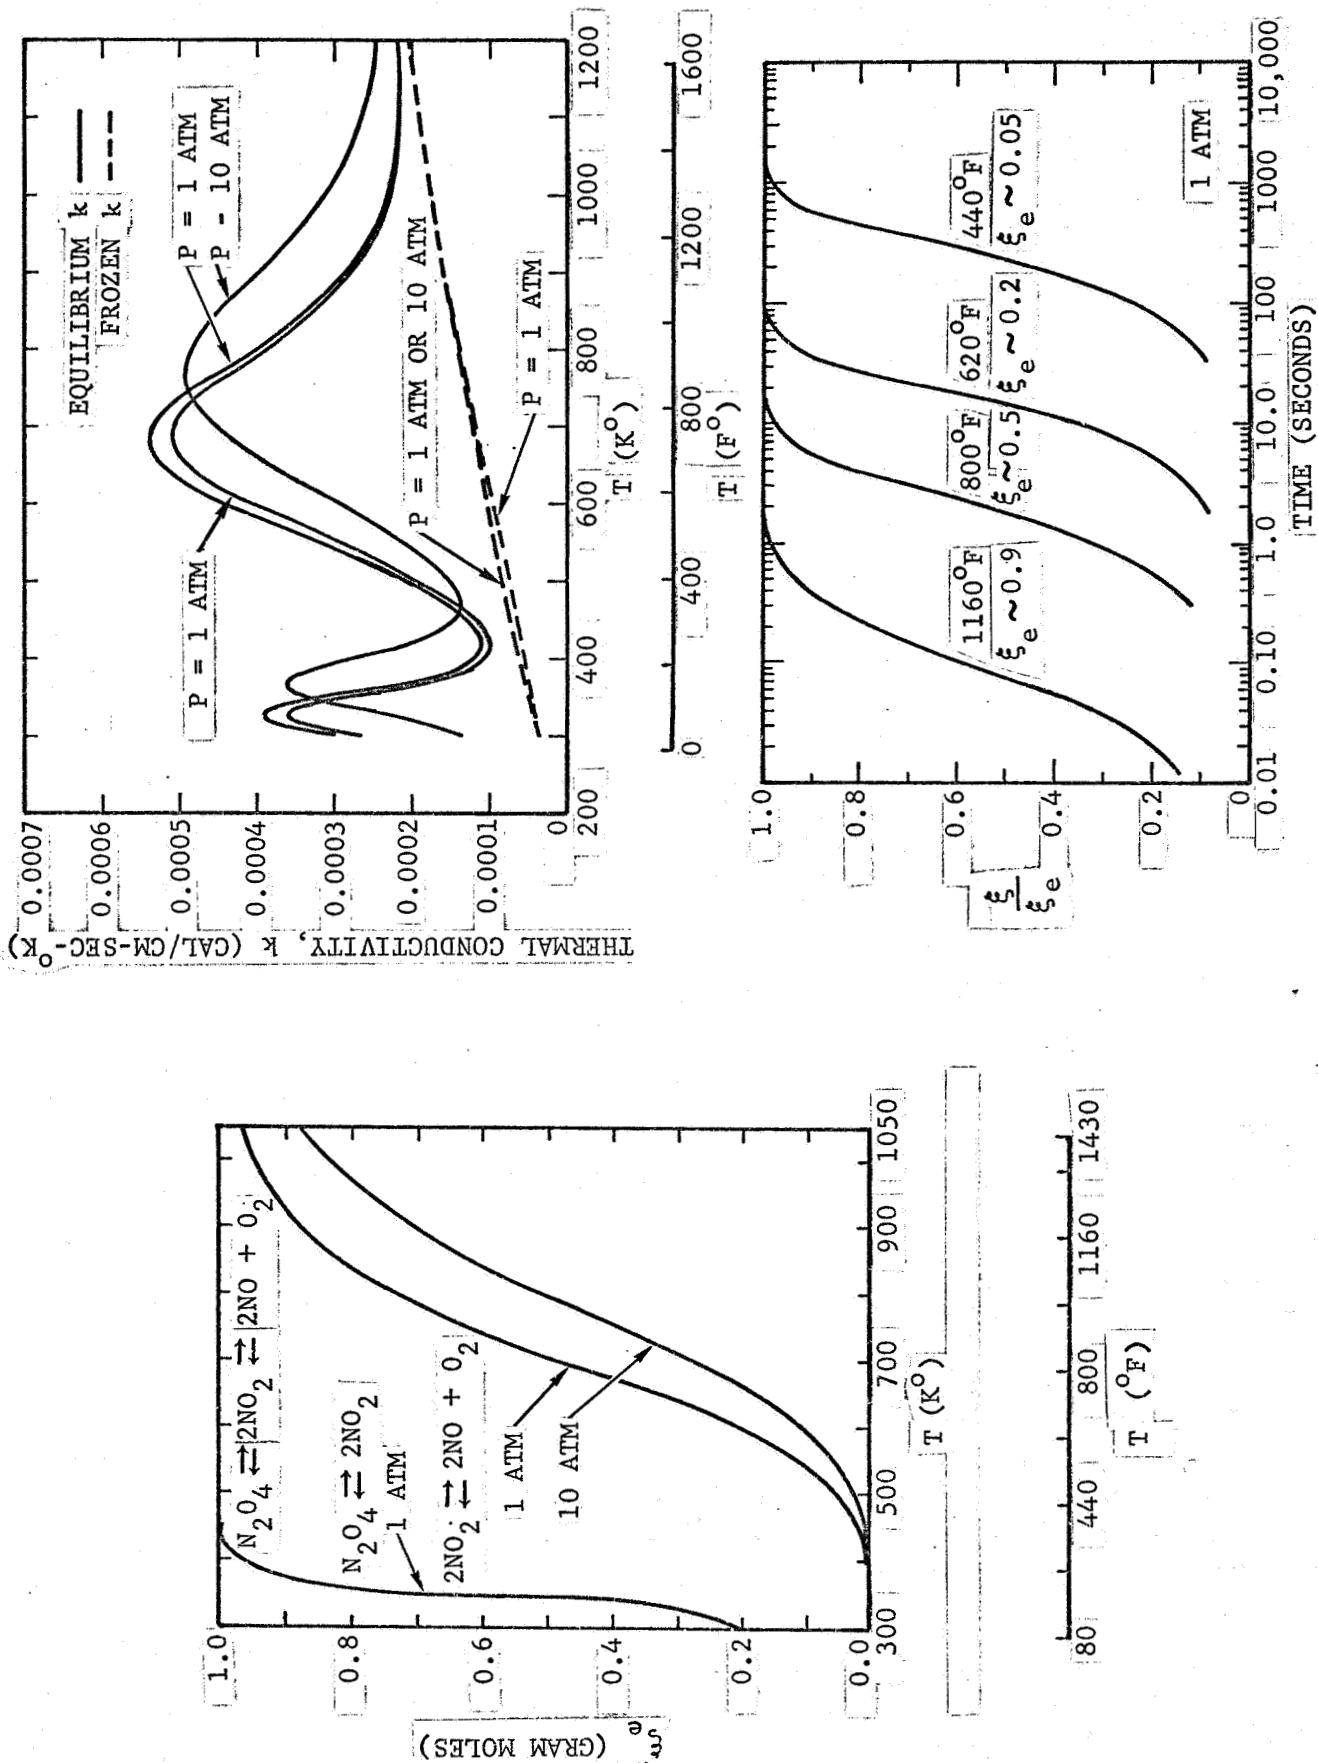 ξe (GRAM MOLES)
1.0
0.8
0.6
0.4
0.2
0.0
N2O4 ⇄ 2NO2 ⇄ 2NO + O2
N2O4 ⇄ 2NO2
1 ATM
2NO2 ⇄ 2NO + O2
1 ATM
10 ATM
300
500
700
900
1050
T (K°)
80
440
800
1160
1430
T (°F)
THERMAL CONDUCTIVITY, k (CAL/CM-SEC-°K)
0.0007
0.0006
0.0005
0.0004
0.0003
0.0002
0.0001
0
EQUILIBRIUM k
FROZEN k
P = 1 ATM
P = 1 ATM
P - 10 ATM
P = 1 ATM OR 10 ATM
P = 1 ATM
200
400
600
800
1000
1200
T (K°)
0
400
800
1200
1600
T (F°)
ξ
ξe
1.0
0.8
0.6
0.4
0.2
0
1160°F
ξe ~ 0.9
800°F
ξe ~ 0.5
620°F
ξe ~ 0.2
440°F
ξe ~ 0.05
1 ATM
0.01
0.10
1.0
10.0
100
1000
10,000
TIME (SECONDS)